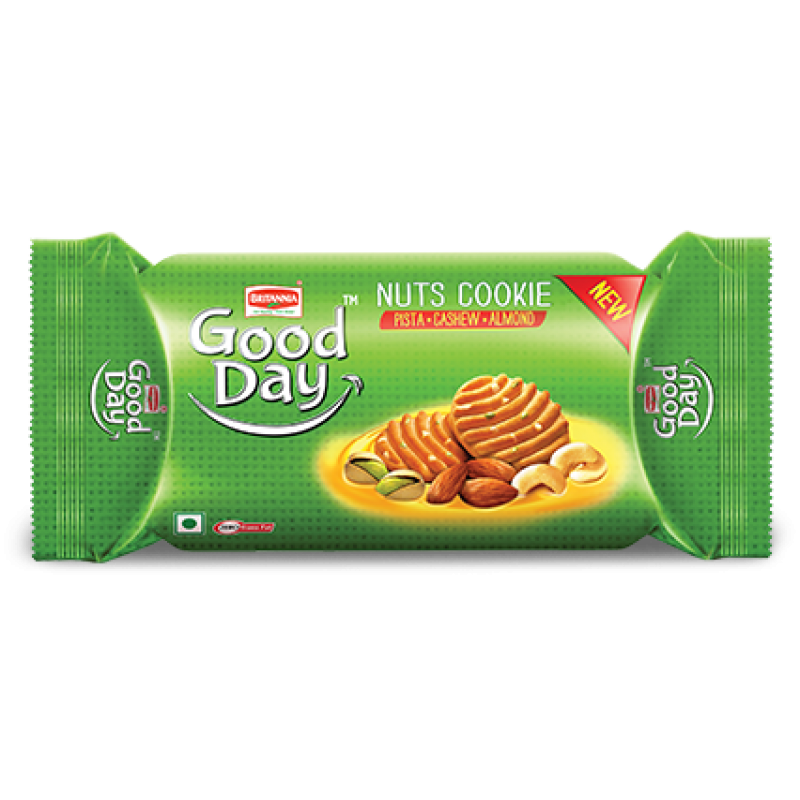 BRITANNIA
Good
Day
TM
NUTS COOKIE
PISTA • CASHEW • ALMOND
NEW
Good
Day
Good
Day